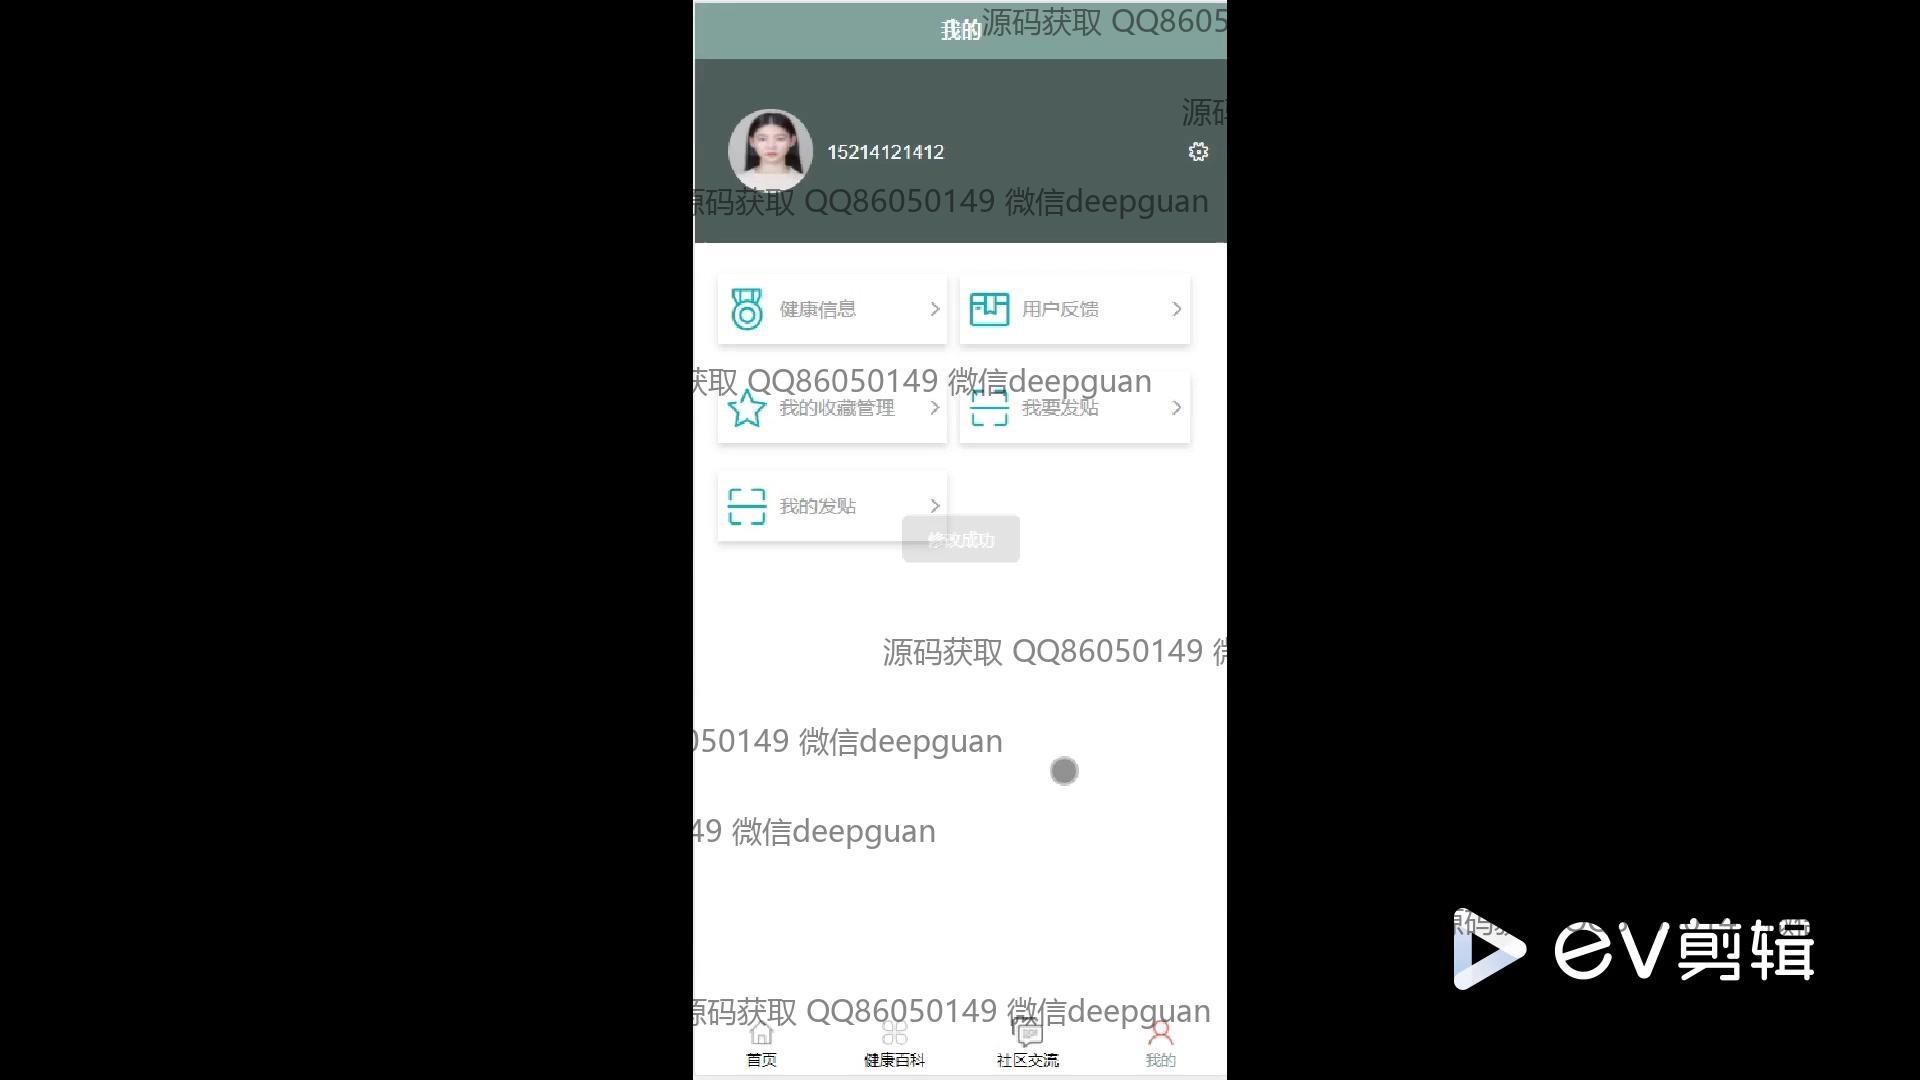 我的
源码获取 QQ8605
源码
15214121412
源码获取 QQ86050149 微信deepguan
健康信息
用户反馈
获取 QQ86050149 微信deepguan
我的收藏管理
我要发贴
我的发贴
修改成功
源码获取 QQ86050149 微
050149 微信deepguan
49 微信deepguan
ev剪辑
源码获取 QQ86050149 微信deepguan
首页
健康百科
社区交流
我的